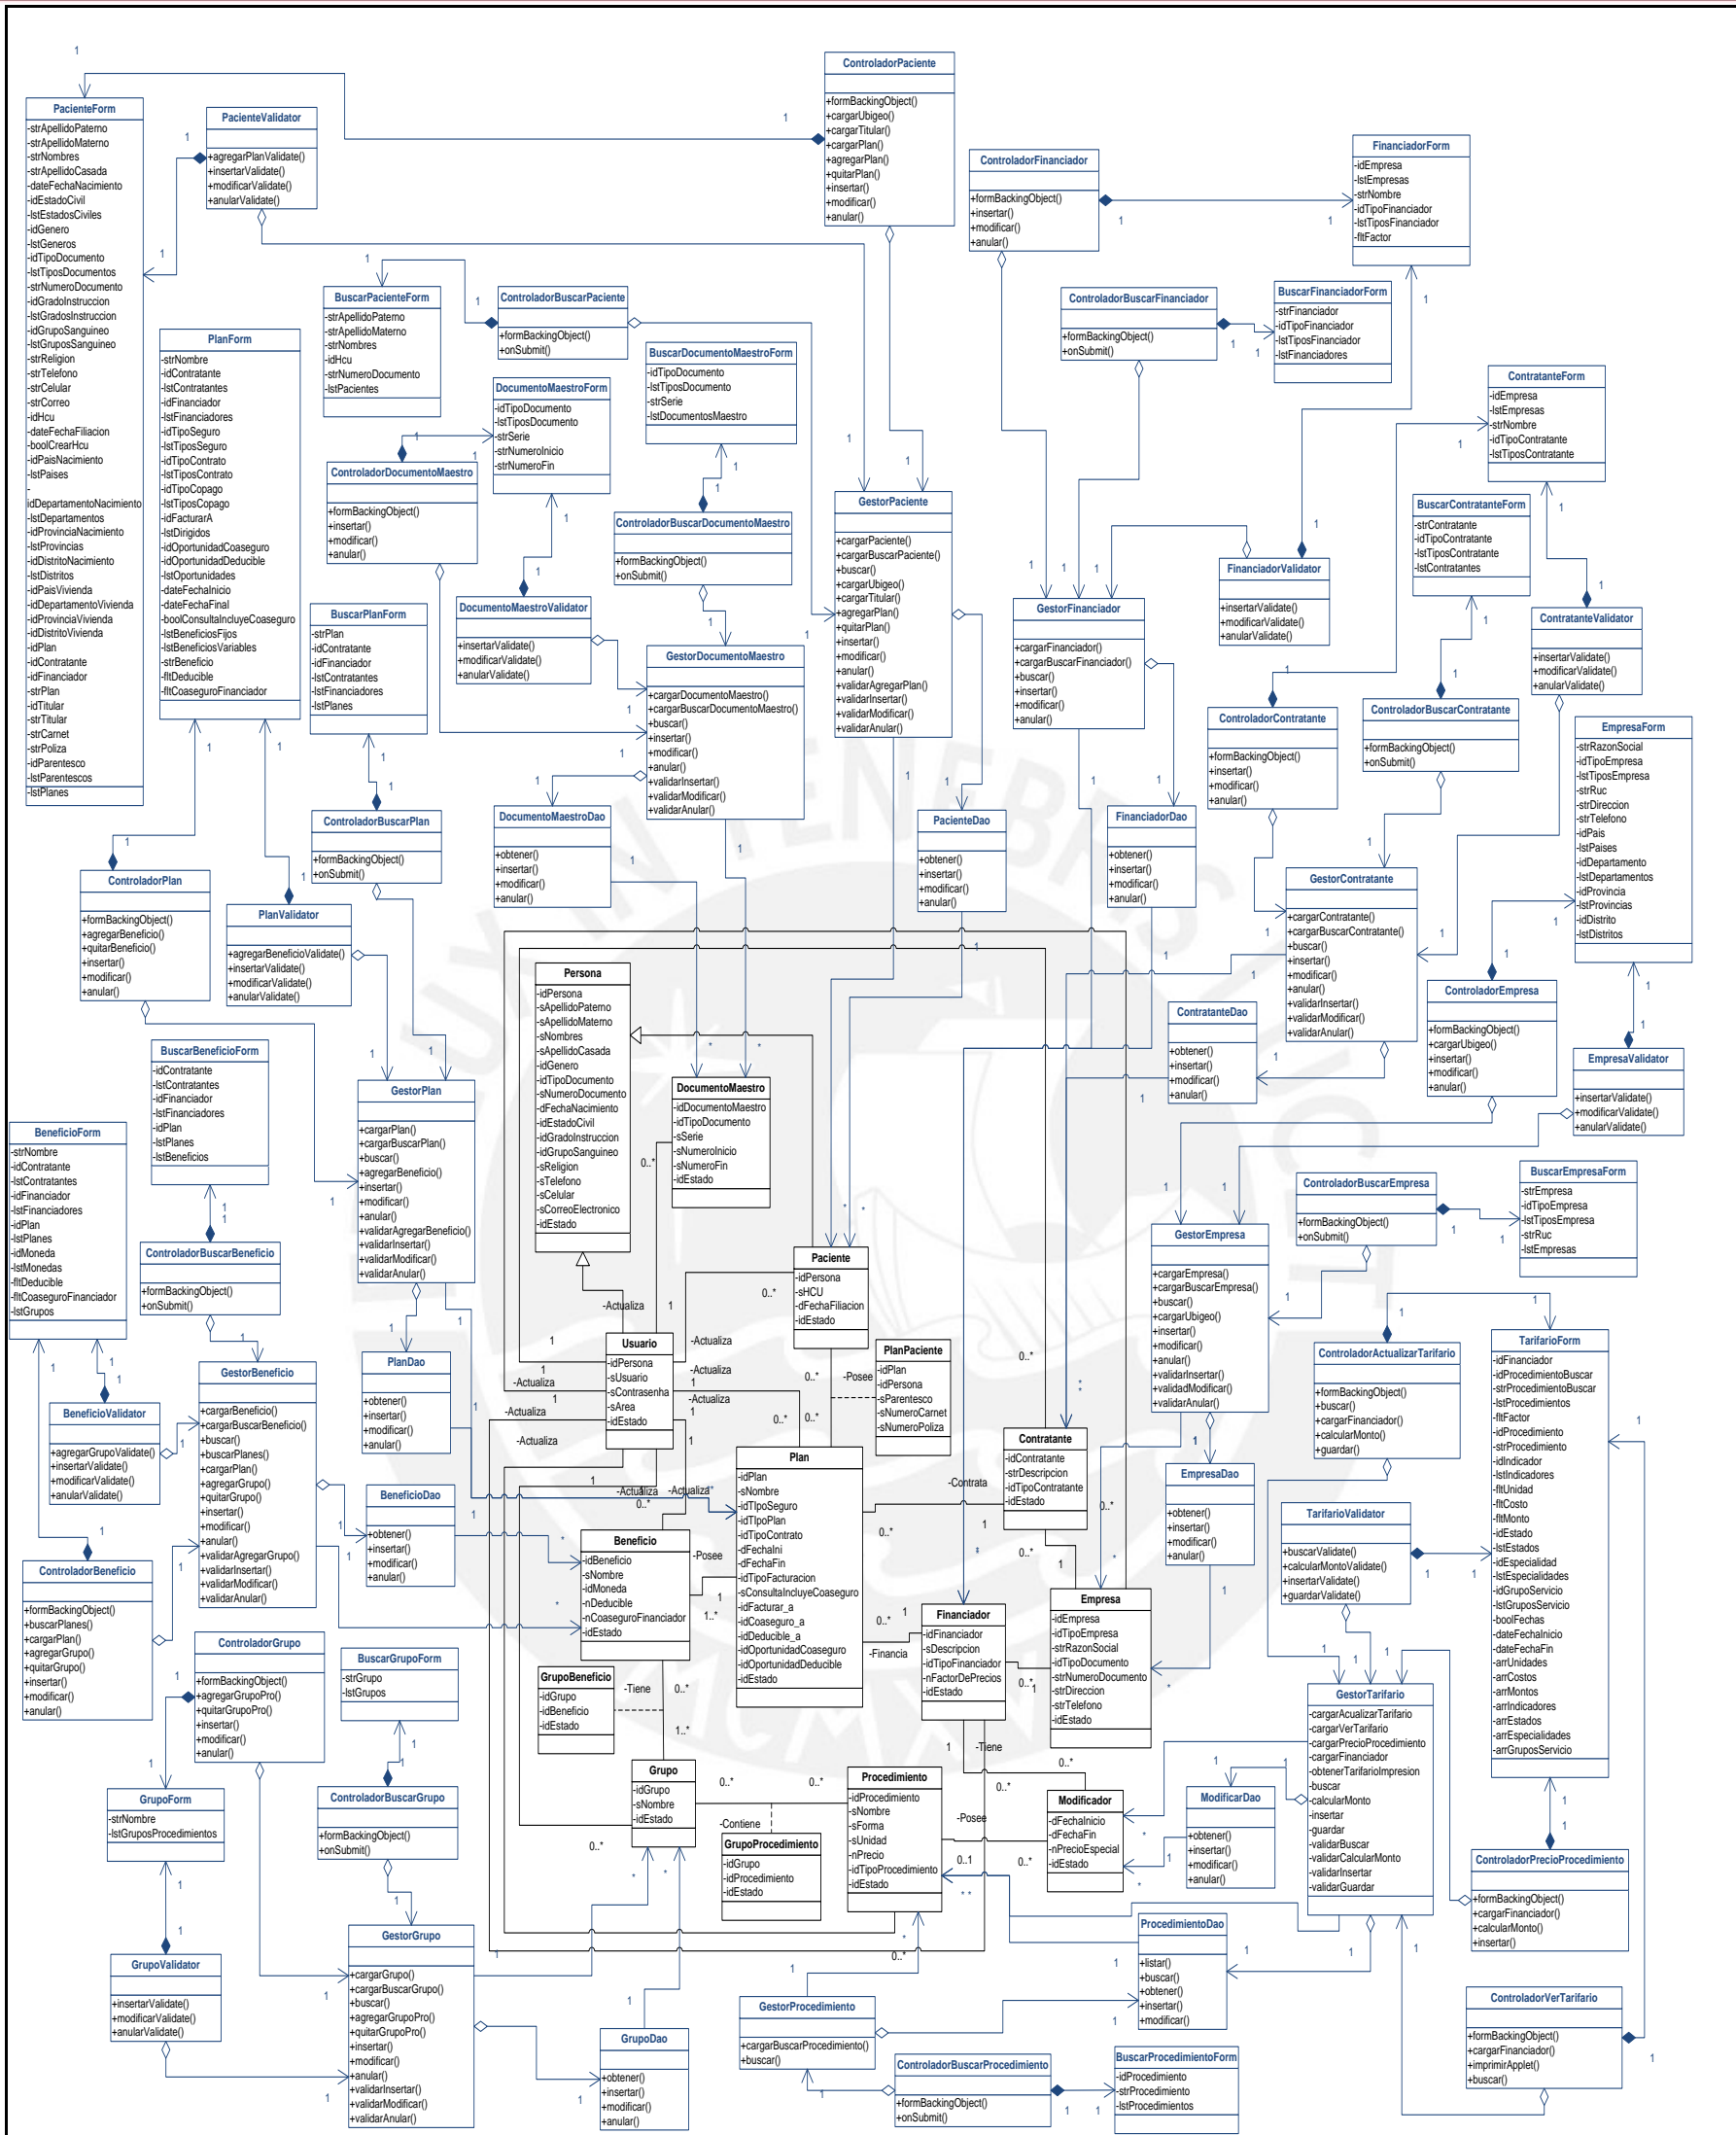 ControladorPaciente
+formBackingObject()
+cargarUbigeo()
+cargarTitular()
+cargarPlan()
+agregarPlan()
+quitarPlan()
+insertar()
+modificar()
+anular()
PacienteForm
-strApellidoPaterno
-strApellidoMaterno
-strNombres
-strApellidoCasada
-dateFechaNacimiento
-idEstadoCivil
-lstEstadosCiviles
-idGenero
-lstGeneros
-idTipoDocumento
-lstTiposDocumentos
-strNumeroDocumento
-idGradoInstruccion
-lstGradosInstruccion
-idGrupoSanguineo
-lstGruposSanguineo
-strReligion
-strTelefono
-strCelular
-strCorreo
-idHcu
-dateFechaFiliacion
-boolCrearHcu
-idPaisNacimiento
-lstPaises
-
idDepartamentoNacimiento
-lstDepartamentos
-idProvinciaNacimiento
-lstProvincias
-idDistritoNacimiento
-lstDistritos
-idPaisVivienda
-idDepartamentoVivienda
-idProvinciaVivienda
-idDistritoVivienda
-idPlan
-idContratante
-idFinanciador
-strPlan
-idTitular
-strTitular
-strCarnet
-strPoliza
-idParentesco
-lstParentescos
-lstPlanes
PacienteValidator
+agregarPlanValidate()
+insertarValidate()
+modificarValidate()
+anularValidate()
ControladorFinanciador
+formBackingObject()
+insertar()
+modificar()
+anular()
FinanciadorForm
-idEmpresa
-lstEmpresas
-strNombre
-idTipoFinanciador
-lstTiposFinanciador
-fltFactor
BuscarPacienteForm
-strApellidoPaterno
-strApellidoMaterno
-strNombres
-idHcu
-strNumeroDocumento
-lstPacientes
ControladorBuscarPaciente
+formBackingObject()
+onSubmit()
ControladorBuscarFinanciador
+formBackingObject()
+onSubmit()
BuscarFinanciadorForm
-strFinanciador
-idTipoFinanciador
-lstTiposFinanciador
-lstFinanciadores
PlanForm
-strNombre
-idContratante
-lstContratantes
-idFinanciador
-lstFinanciadores
-idTipoSeguro
-lstTiposSeguro
-idTipoContrato
-lstTiposContrato
-idTipoCopago
-lstTiposCopago
-idFacturarA
-lstDirigidos
-idOportunidadCoaseguro
-idOportunidadDeducible
-lstOportunidades
-dateFechaInicio
-dateFechaFinal
-boolConsultaIncluyeCoaseguro
-lstBeneficiosFijos
-lstBeneficiosVariables
-strBeneficio
-fltDeducible
-fltCoaseguroFinanciador
BuscarDocumentoMaestroForm
-idTipoDocumento
-lstTiposDocumento
-strSerie
-lstDocumentosMaestro
DocumentoMaestroForm
-idTipoDocumento
-lstTiposDocumento
-strSerie
-strNumeroInicio
-strNumeroFin
ContratanteForm
-idEmpresa
-lstEmpresas
-strNombre
-idTipoContratante
-lstTiposContratante
ControladorDocumentoMaestro
+formBackingObject()
+insertar()
+modificar()
+anular()
GestorPaciente
+cargarPaciente()
+cargarBuscarPaciente()
+buscar()
+cargarUbigeo()
+cargarTitular()
+agregarPlan()
+quitarPlan()
+insertar()
+modificar()
+anular()
+validarAgregarPlan()
+validarInsertar()
+validarModificar()
+validarAnular()
BuscarContratanteForm
-strContratante
-idTipoContratante
-lstTiposContratante
-lstContratantes
ControladorBuscarDocumentoMaestro
+formBackingObject()
+onSubmit()
FinanciadorValidator
+insertarValidate()
+modificarValidate()
+anularValidate()
BuscarPlanForm
-strPlan
-idContratante
-idFinanciador
-lstContratantes
-lstFinanciadores
-lstPlanes
DocumentoMaestroValidator
+insertarValidate()
+modificarValidate()
+anularValidate()
GestorFinanciador
+cargarFinanciador()
+cargarBuscarFinanciador()
+buscar()
+insertar()
+modificar()
+anular()
ContratanteValidator
+insertarValidate()
+modificarValidate()
+anularValidate()
GestorDocumentoMaestro
+cargarDocumentoMaestro()
+cargarBuscarDocumentoMaestro()
+buscar()
+insertar()
+modificar()
+anular()
+validarInsertar()
+validarModificar()
+validarAnular()
ControladorContratante
+formBackingObject()
+insertar()
+modificar()
+anular()
ControladorBuscarContratante
+formBackingObject()
+onSubmit()
EmpresaForm
-strRazonSocial
-idTipoEmpresa
-lstTiposEmpresa
-strRuc
-strDireccion
-strTelefono
-idPais
-lstPaises
-idDepartamento
-lstDepartamentos
-idProvincia
-lstProvincias
-idDistrito
-lstDistritos
ControladorBuscarPlan
+formBackingObject()
+onSubmit()
DocumentoMaestroDao
+obtener()
+insertar()
+modificar()
+anular()
PacienteDao
+obtener()
+insertar()
+modificar()
+anular()
FinanciadorDao
+obtener()
+insertar()
+modificar()
+anular()
ControladorPlan
+formBackingObject()
+agregarBeneficio()
+quitarBeneficio()
+insertar()
+modificar()
+anular()
PlanValidator
+agregarBeneficioValidate()
+insertarValidate()
+modificarValidate()
+anularValidate()
GestorContratante
+cargarContratante()
+cargarBuscarContratante()
+buscar()
+insertar()
+modificar()
+anular()
+validarInsertar()
+validarModificar()
+validarAnular()
Persona
-idPersona
-sApellidoPaterno
-sApellidoMaterno
-sNombres
-sApellidoCasada
-idGenero
-idTipoDocumento
-sNumeroDocumento
-dFechaNacimiento
-idEstadoCivil
-idGradoInstruccion
-idGrupoSanguineo
-sReligion
-sTelefono
-sCelular
-sCorreoElectronico
-idEstado
ControladorEmpresa
+formBackingObject()
+cargarUbigeo()
+insertar()
+modificar()
+anular()
ContratanteDao
+obtener()
+insertar()
+modificar()
+anular()
EmpresaValidator
+insertarValidate()
+modificarValidate()
+anularValidate()
BuscarBeneficioForm
-idContratante
-lstContratantes
-idFinanciador
-lstFinanciadores
-idPlan
-lstPlanes
-lstBeneficios
DocumentoMaestro
-idDocumentoMaestro
-idTipoDocumento
-sSerie
-sNumeroInicio
-sNumeroFin
-idEstado
GestorPlan
+cargarPlan()
+cargarBuscarPlan()
+buscar()
+agregarBeneficio()
+insertar()
+modificar()
+anular()
+validarAgregarBeneficio()
+validarInsertar()
+validarModificar()
+validarAnular()
BeneficioForm
-strNombre
-idContratante
-lstContratantes
-idFinanciador
-lstFinanciadores
-idPlan
-lstPlanes
-idMoneda
-lstMonedas
-fltDeducible
-fltCoaseguroFinanciador
-lstGrupos
ControladorBuscarEmpresa
+formBackingObject()
+onSubmit()
BuscarEmpresaForm
-strEmpresa
-idTipoEmpresa
-lstTiposEmpresa
-strRuc
-lstEmpresas
GestorEmpresa
+cargarEmpresa()
+cargarBuscarEmpresa()
+buscar()
+cargarUbigeo()
+insertar()
+modificar()
+anular()
+validarInsertar()
+validadModificar()
+validarAnular()
ControladorBuscarBeneficio
+formBackingObject()
+onSubmit()
Paciente
-idPersona
-sHCU
-dFechaFiliacion
-idEstado
-Actualiza
Usuario
-idPersona
-sUsuario
-sContrasenha
-sArea
-idEstado
-Actualiza
-Actualiza
-Actualiza
-Actualiza
-Actualiza
-Actualiza
-Actualiza
-Actualiza
PlanPaciente
-idPlan
-idPersona
-sParentesco
-sNumeroCarnet
-sNumeroPoliza
-Posee
ControladorActualizarTarifario
+formBackingObject()
+buscar()
+cargarFinanciador()
+calcularMonto()
+guardar()
TarifarioForm
-idFinanciador
-idProcedimientoBuscar
-strProcedimientoBuscar
-lstProcedimientos
-fltFactor
-idProcedimiento
-strProcedimiento
-idIndicador
-lstIndicadores
-fltUnidad
-fltCosto
-fltMonto
-idEstado
-lstEstados
-idEspecialidad
-lstEspecialidades
-idGrupoServicio
-lstGruposServicio
-boolFechas
-dateFechaInicio
-dateFechaFin
-arrUnidades
-arrCostos
-arrMontos
-arrIndicadores
-arrEstados
-arrEspecialidades
-arrGruposServicio
PlanDao
+obtener()
+insertar()
+modificar()
+anular()
GestorBeneficio
+cargarBeneficio()
+cargarBuscarBeneficio()
+buscar()
+buscarPlanes()
+cargarPlan()
+agregarGrupo()
+quitarGrupo()
+insertar()
+modificar()
+anular()
+validarAgregarGrupo()
+validarInsertar()
+validarModificar()
+validarAnular()
BeneficioValidator
+agregarGrupoValidate()
+insertarValidate()
+modificarValidate()
+anularValidate()
Plan
-idPlan
-sNombre
-idTIpoSeguro
-idTIpoPlan
-idTipoContrato
-dFechaIni
-dFechaFin
-idTipoFacturacion
-sConsultaIncluyeCoaseguro
-idFacturar_a
-idCoaseguro_a
-idDeducible_a
-idOportunidadCoaseguro
-idOportunidadDeducible
-idEstado
Contratante
-idContratante
-strDescripcion
-idTipoContratante
-idEstado
-Contrata
EmpresaDao
+obtener()
+insertar()
+modificar()
+anular()
BeneficioDao
+obtener()
+insertar()
+modificar()
+anular()
TarifarioValidator
+buscarValidate()
+calcularMontoValidate()
+insertarValidate()
+guardarValidate()
Beneficio
-idBeneficio
-sNombre
-idMoneda
-nDeducible
-nCoaseguroFinanciador
-idEstado
-Posee
ControladorBeneficio
+formBackingObject()
+buscarPlanes()
+cargarPlan()
+agregarGrupo()
+quitarGrupo()
+insertar()
+modificar()
+anular()
Empresa
-idEmpresa
-idTipoEmpresa
-strRazonSocial
-idTipoDocumento
-strNumeroDocumento
-strDireccion
-strTelefono
-idEstado
Financiador
-idFinanciador
-sDescripcion
-idTipoFinanciador
-nFactorDePrecios
-idEstado
-Financia
ControladorGrupo
+formBackingObject()
+agregarGrupoPro()
+quitarGrupoPro()
+insertar()
+modificar()
+anular()
BuscarGrupoForm
-strGrupo
-lstGrupos
GrupoBeneficio
-idGrupo
-idBeneficio
-idEstado
-Tiene
GestorTarifario
-cargarAcualizarTarifario
-cargarVerTarifario
-cargarPrecioProcedimiento
-cargarFinanciador
-obtenerTarifarioImpresion
-buscar
-calcularMonto
-insertar
-guardar
-validarBuscar
-validarCalcularMonto
-validarInsertar
-validarGuardar
-Tiene
Grupo
-idGrupo
-sNombre
-idEstado
Procedimiento
-idProcedimiento
-sNombre
-sForma
-sUnidad
-nPrecio
-idTipoProcedimiento
-idEstado
-Posee
Modificador
-dFechaInicio
-dFechaFin
-nPrecioEspecial
-idEstado
ModificarDao
+obtener()
+insertar()
+modificar()
+anular()
GrupoForm
-strNombre
-lstGruposProcedimientos
ControladorBuscarGrupo
+formBackingObject()
+onSubmit()
-Contiene
GrupoProcedimiento
-idGrupo
-idProcedimiento
-idEstado
ControladorPrecioProcedimiento
+formBackingObject()
+cargarFinanciador()
+calcularMonto()
+insertar()
ProcedimientoDao
+listar()
+buscar()
+obtener()
+insertar()
+modificar()
GestorGrupo
+cargarGrupo()
+cargarBuscarGrupo()
+buscar()
+agregarGrupoPro()
+quitarGrupoPro()
+insertar()
+modificar()
+anular()
+validarInsertar()
+validarModificar()
+validarAnular()
GrupoValidator
+insertarValidate()
+modificarValidate()
+anularValidate()
GestorProcedimiento
+cargarBuscarProcedimiento()
+buscar()
GrupoDao
+obtener()
+insertar()
+modificar()
+anular()
ControladorBuscarProcedimiento
+formBackingObject()
+onSubmit()
BuscarProcedimientoForm
-idProcedimiento
-strProcedimiento
-lstProcedimientos
ControladorVerTarifario
+formBackingObject()
+cargarFinanciador()
+imprimirApplet()
+buscar()